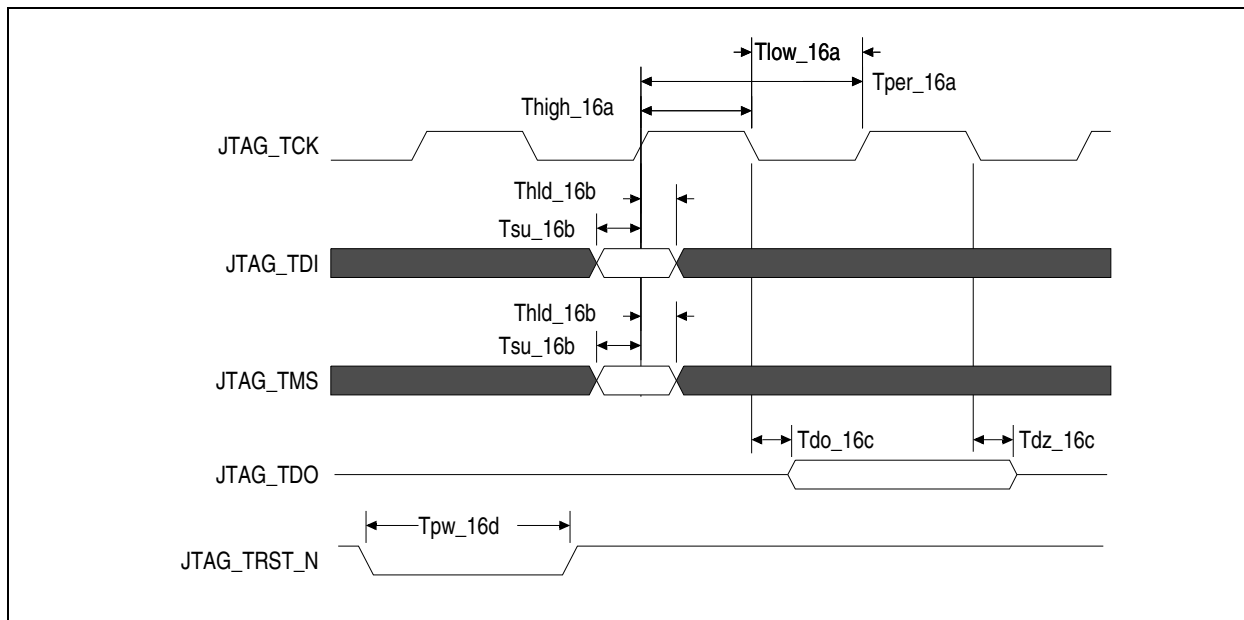 Tlow_16a
Tper_16a
Thigh_16a
JTAG_TCK
Thld_16b
Tsu_16b
JTAG_TDI
Thld_16b
Tsu_16b
JTAG_TMS
Tdo_16c
Tdz_16c
JTAG_TDO
Tpw_16d
JTAG_TRST_N